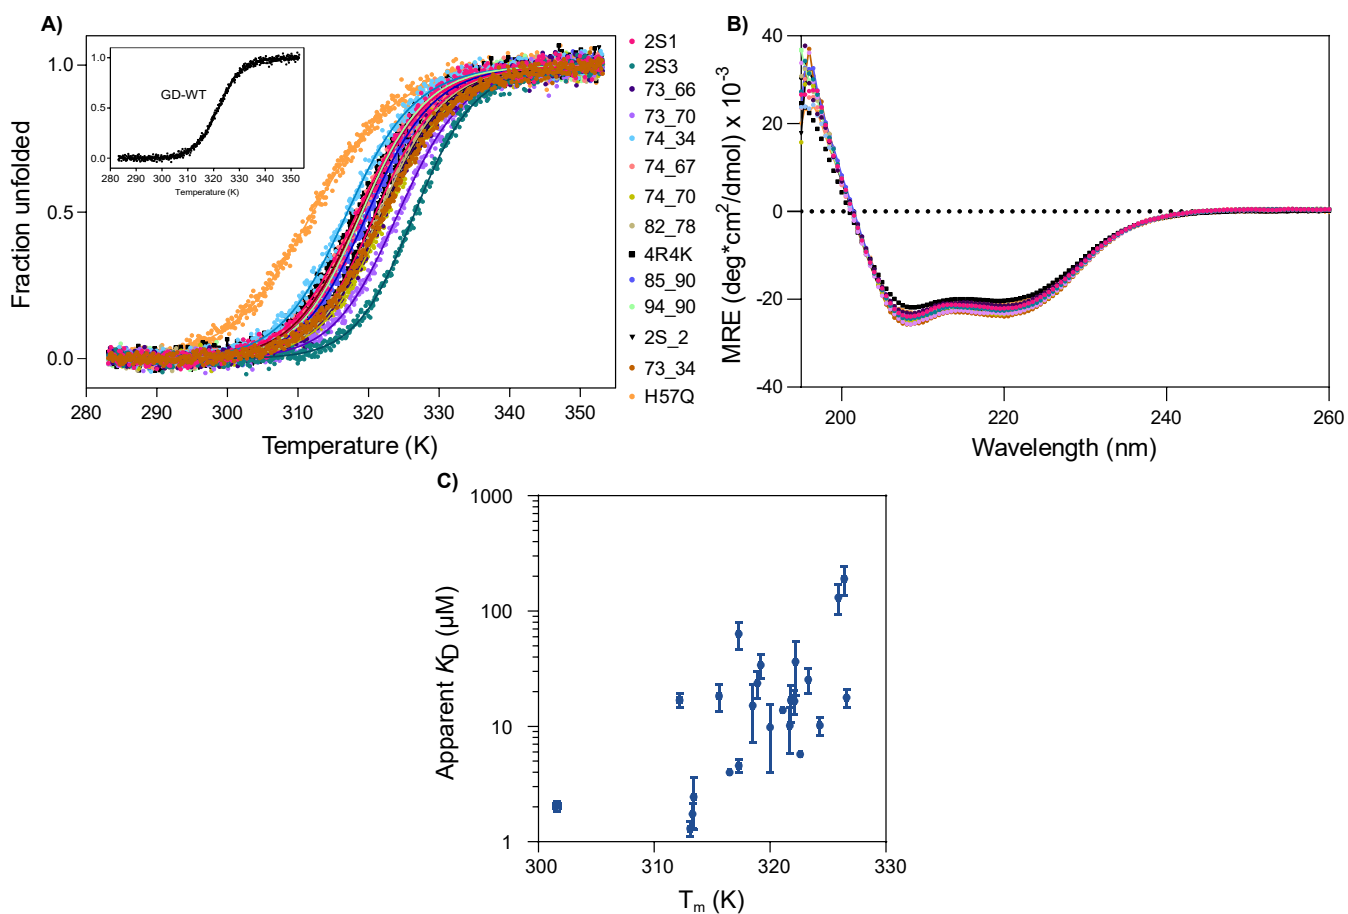 A)
Fraction unfolded
1.0
0.5
0.0
280 290 300 310 320 330 340 350
Temperature (K)
1.0
0.5
0.0
GD-WT
280 290 300 310 320 330 340 350
Temperature (K)
2S1
2S3
73_66
73_70
74_34
74_67
74_70
82_78
4R4K
85_90
94_90
2S_2
73_34
H57Q
B)
MRE (deg*cm2/dmol) x 10-3
40
20
0
-20
-40
200 220 240 260
Wavelength (nm)
C)
Apparent KD (µM)
1000
100
10
1
300 310 320 330
Tm (K)